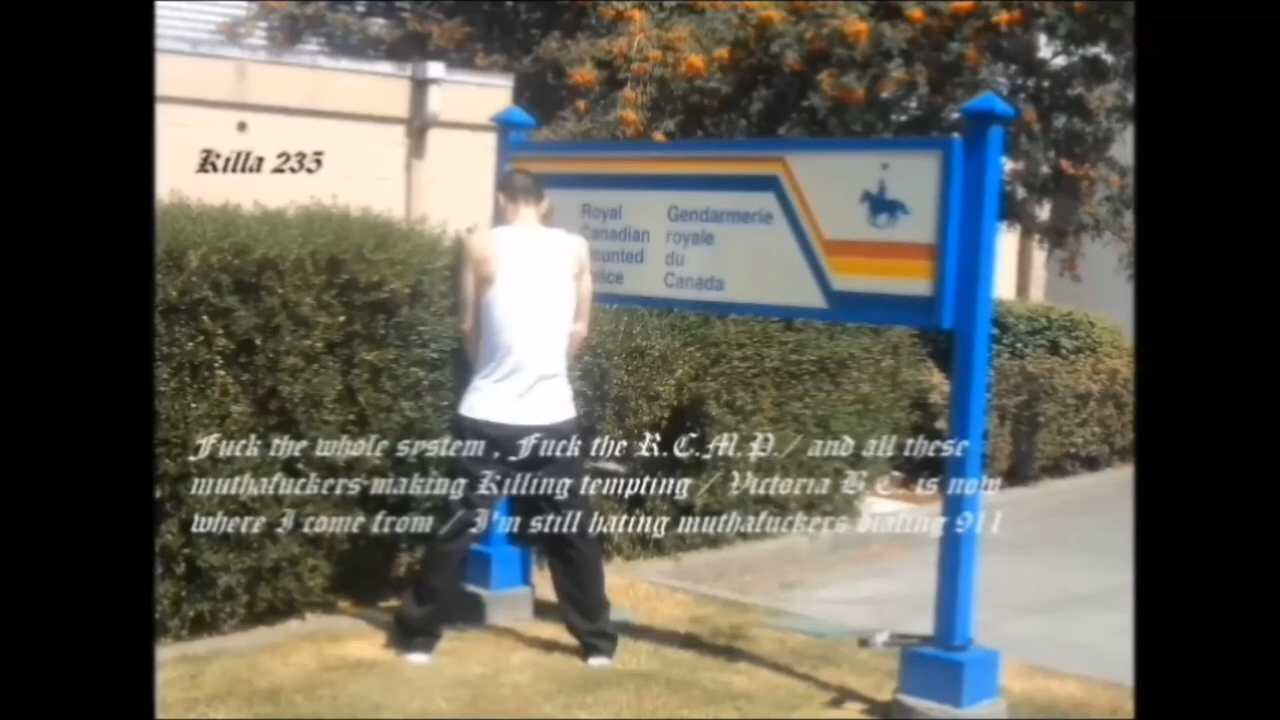 Killa 235
Royal
Canadian
Gendarmerie
royale
du
Canada
Fuck the whole system , Fuck the R.C.M.P./ and all these
muthafuckers making Killing tempting / Victoria B.C. is now
where I come from / I'm still hating muthafuckers dialing 911